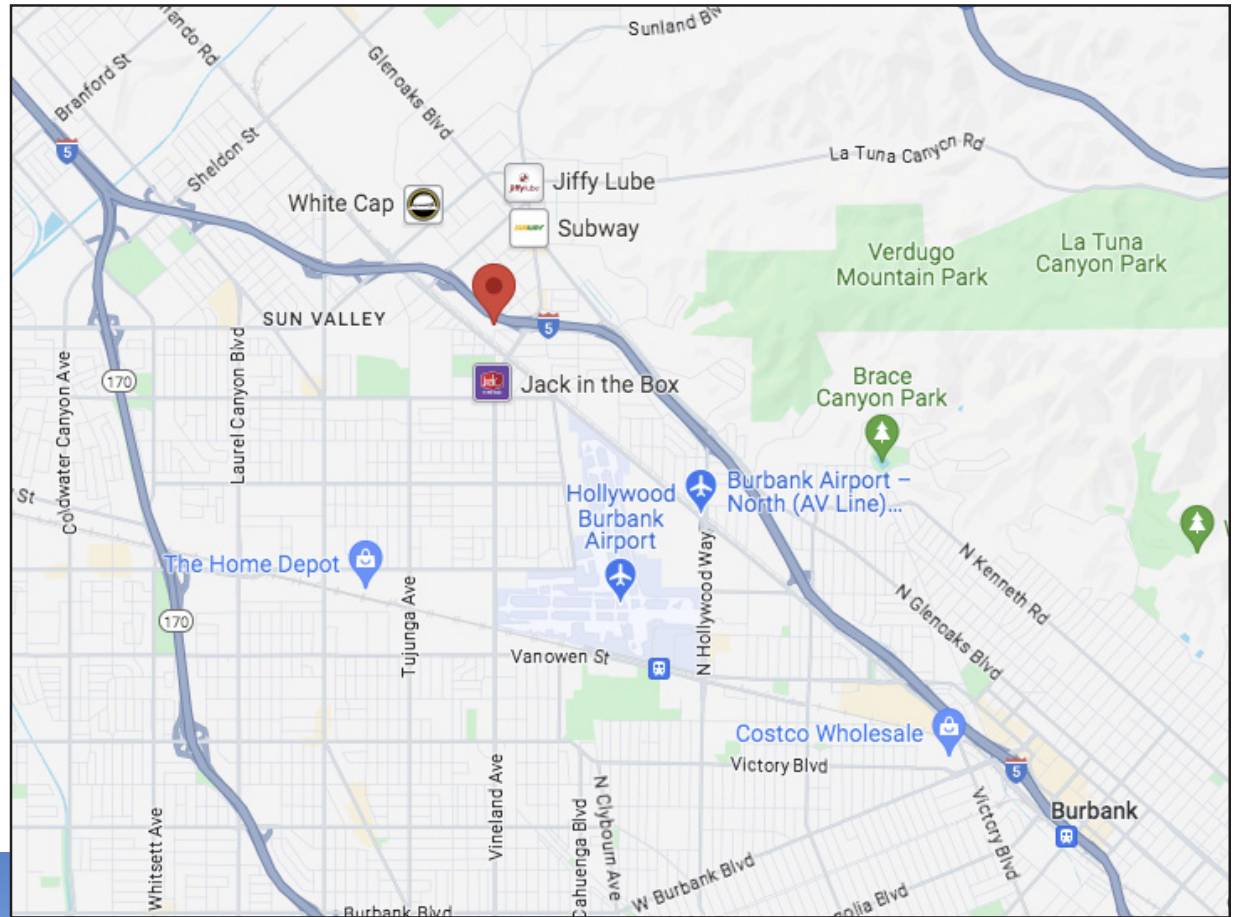 Sunland
Branford St
Glenoaks Blvd
Sheldon St
La Tuna Canyon Rd
5
White Cap
Jiffy Lube
jiffylube
SUBWAY
Subway
La Tuna
Canyon Park
Verdugo
Mountain Park
SUN VALLEY
5
170
Coldwater Canyon Ave
Laurel Canyon Blvd
Jack in the Box
Brace
Canyon Park
St
Hollywood
Burbank
Airport
Burbank Airport –
North (AV Line)...
The Home Depot
N Kenneth Rd
N Glenoaks Blvd
N Hollywood Way
170
Tujunga Ave
Vanowen St
Costco Wholesale
Victory Blvd
5
Burbank
Victory Blvd
Vineland Ave
N Clybourn Ave
Cahuenga Blvd
Whitsett Ave
W Burbank Blvd
Burbank Blvd